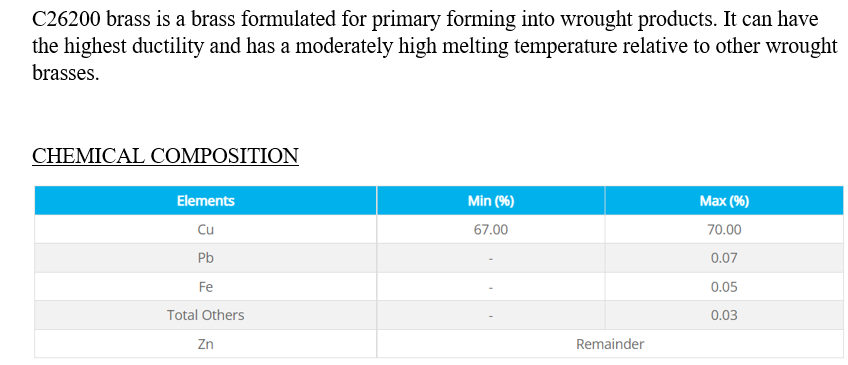 C26200 brass is a brass formulated for primary forming into wrought products. It can have
the highest ductility and has a moderately high melting temperature relative to other wrought
brasses.
CHEMICAL COMPOSITION
Elements Min (%) Max (%)
Cu 67.00 70.00
Pb - 0.07
Fe - 0.05
Total Others - 0.03
Zn Remainder